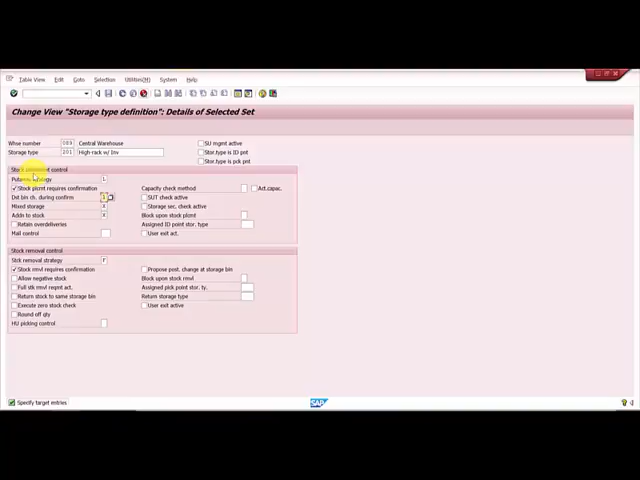 Table View Edit Goto Selection Utilities(M) System Help
Change View "Storage type definition": Details of Selected Set
Whse number 009 Central Warehouse SU mgmt active
Storage type 201 High-rack w/ Inv Stor.type is ID pnt
Stor.type is pck pnt
Stock placement control
Putaway strategy L
Stock plcmt requires confirmation Capacity check method Act.capac.
Dst bin ch. during confirm 1 SUT check active
Mixed storage X Storage sec. check active
Addn to stock X Block upon stock plcmt
Retain overdeliveries Assigned ID point stor. type
Mail control User exit act.
Stock removal control
Stck removal strategy F
Stock rmvl requires confirmation Propose post. change at storage bin
Allow negative stock Block upon stock rmvl
Full stk rmvl reqmt act. Assigned pick point stor. ty.
Return stock to same storage bin Return storage type
Execute zero stock check User exit active
Round off qty
HU picking control
Specify target entries SAP